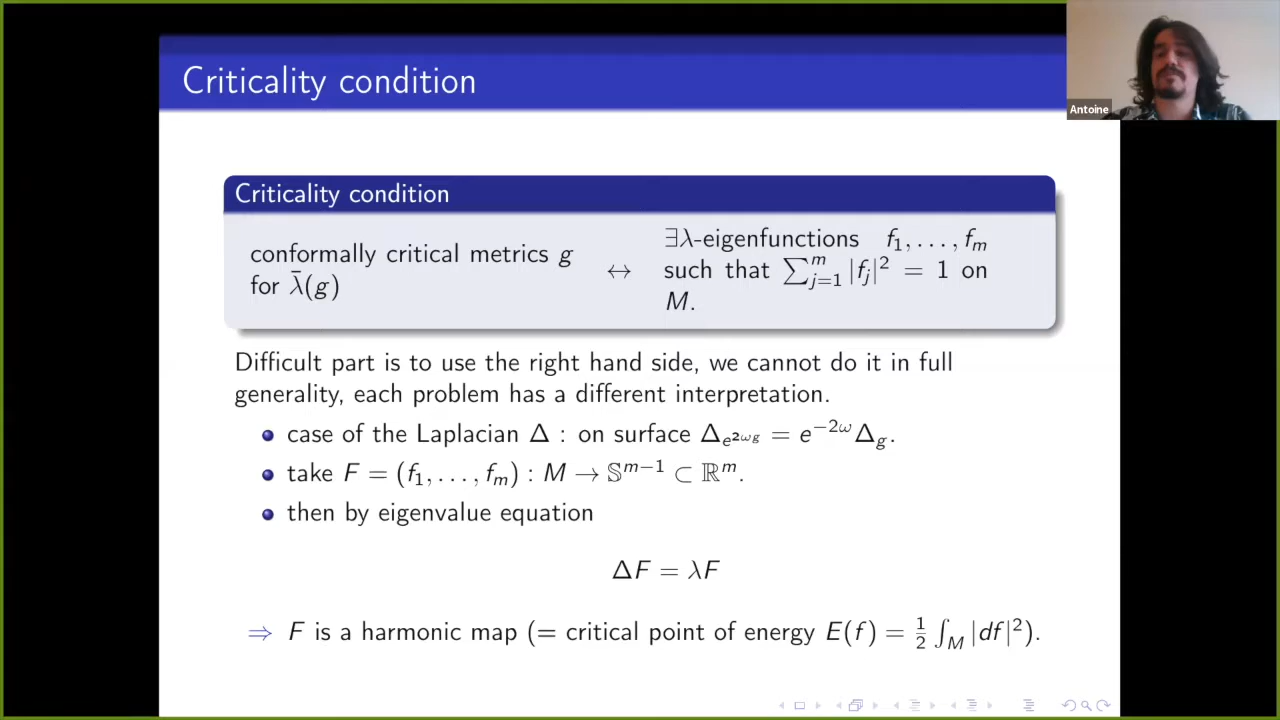 Criticality condition
Antoine
Criticality condition
conformally critical metrics g
for λ̄(g)
↔
∃λ-eigenfunctions f₁, …, fₘ
such that ∑ᵐⱼ₌₁ |fⱼ|² = 1 on
M.
Difficult part is to use the right hand side, we cannot do it in full
generality, each problem has a different interpretation.
case of the Laplacian Δ : on surface Δ_{e^{2ω}g} = e^{−2ω}Δ_g.
take F = (f₁, …, fₘ) : M → 𝕊^{m−1} ⊂ ℝ^m.
then by eigenvalue equation
ΔF = λF
⇒ F is a harmonic map (= critical point of energy E(f) = ½ ∫_M |df|²).